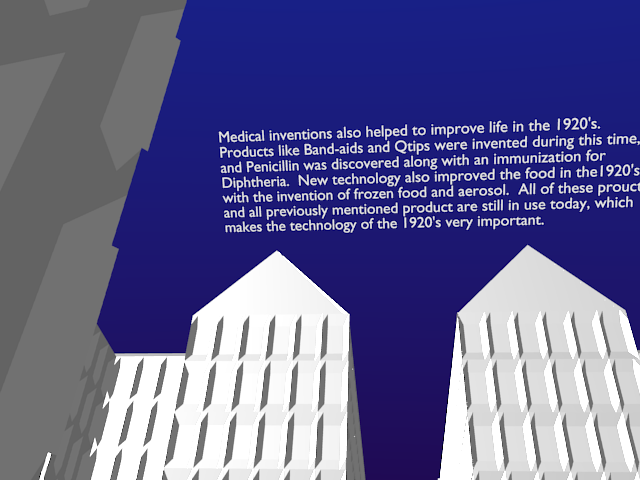 Medical inventions also helped to improve life in the 1920's.
Products like Band-aids and Qtips were invented during this time,
and Penicillin was discovered along with an immunization for
Diphtheria.  New technology also improved the food in the1920's
with the invention of frozen food and aerosol.  All of these prouct
and all previously mentioned product are still in use today, which
makes the technology of the 1920's very important.